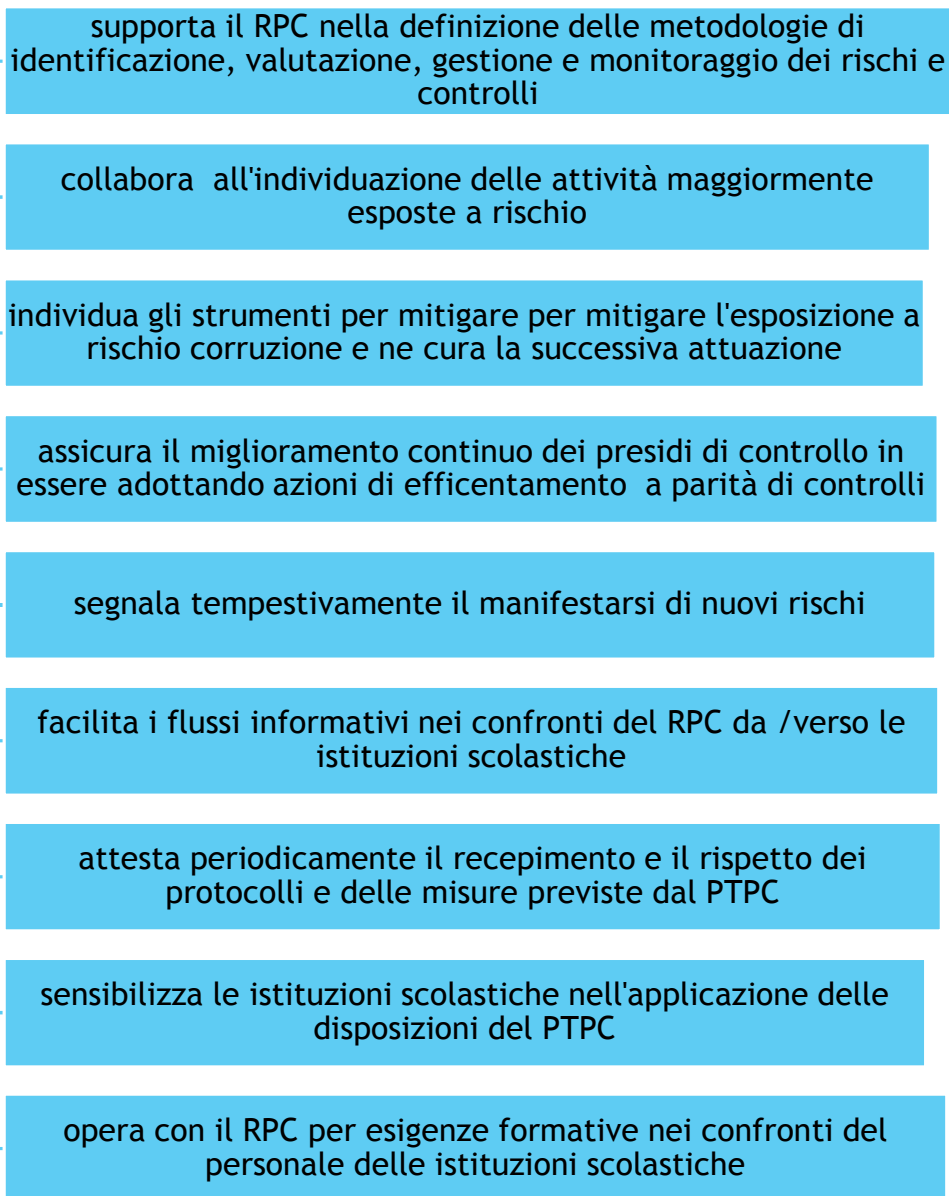 supporta il RPC nella definizione delle metodologie di
identificazione, valutazione, gestione e monitoraggio dei rischi e
controlli
collabora  all'individuazione delle attività maggiormente
esposte a rischio
individua gli strumenti per mitigare per mitigare l'esposizione a
rischio corruzione e ne cura la successiva attuazione
assicura il miglioramento continuo dei presidi di controllo in
essere adottando azioni di efficentamento  a parità di controlli
segnala tempestivamente il manifestarsi di nuovi rischi
facilita i flussi informativi nei confronti del RPC da /verso le
istituzioni scolastiche
attesta periodicamente il recepimento e il rispetto dei
protocolli e delle misure previste dal PTPC
sensibilizza le istituzioni scolastiche nell'applicazione delle
disposizioni del PTPC
opera con il RPC per esigenze formative nei confronti del
personale delle istituzioni scolastiche